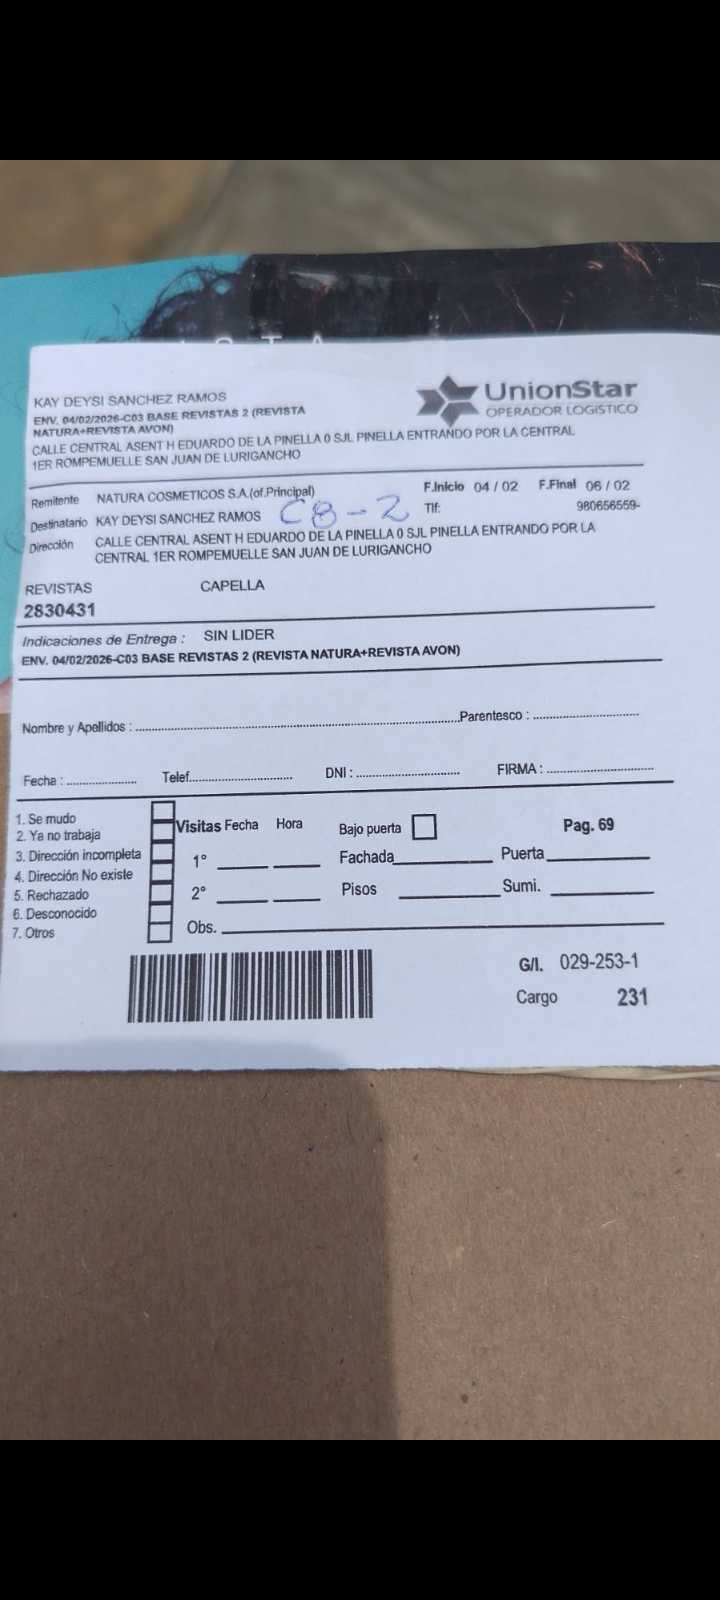 KAY DEYSI SANCHEZ RAMOS
ENV. 04/02/2026-C03 BASE REVISTAS 2 (REVISTA
NATURA+REVISTA AVON)
CALLE CENTRAL ASENT H EDUARDO DE LA PINELLA 0 SJL PINELLA ENTRANDO POR LA CENTRAL
1ER ROMPEMUELLE SAN JUAN DE LURIGANCHO
UnionStar
OPERADOR LOGISTICO
Remitente NATURA COSMETICOS S.A.(of.Principal) F.Inicio 04 / 02 F.Final 06 / 02
Destinatario KAY DEYSI SANCHEZ RAMOS C8-2 Tlf: 980656559-
Dirección CALLE CENTRAL ASENT H EDUARDO DE LA PINELLA 0 SJL PINELLA ENTRANDO POR LA
CENTRAL 1ER ROMPEMUELLE SAN JUAN DE LURIGANCHO
REVISTAS CAPELLA
2830431
Indicaciones de Entrega : SIN LIDER
ENV. 04/02/2026-C03 BASE REVISTAS 2 (REVISTA NATURA+REVISTA AVON)
Nombre y Apellidos : Parentesco :
Fecha : Telef. DNI : FIRMA :
1. Se mudo
2. Ya no trabaja
3. Dirección incompleta
4. Dirección No existe
5. Rechazado
6. Desconocido
7. Otros
Visitas Fecha Hora Bajo puerta Pag. 69
1° Fachada Puerta
2° Pisos Sumi.
Obs.
G/I. 029-253-1
Cargo 231